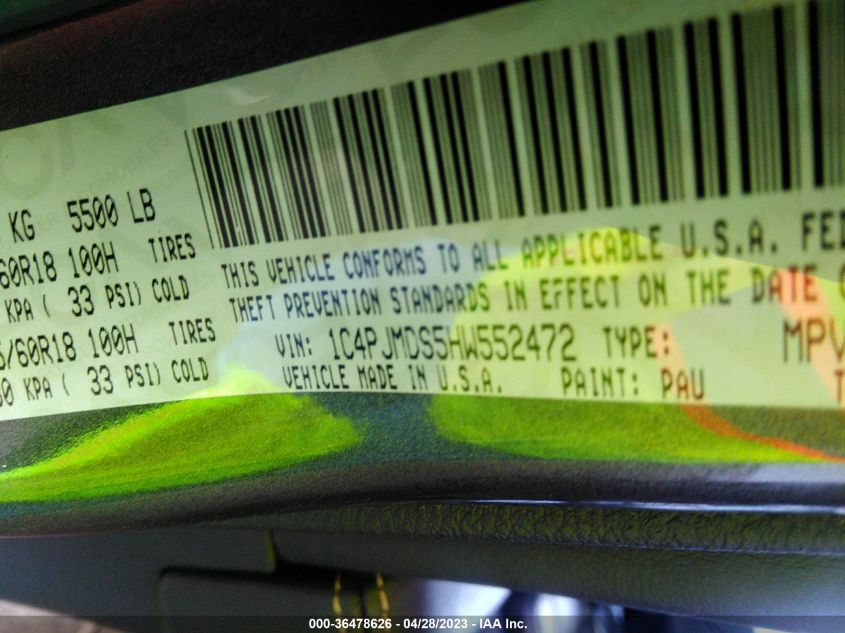 KG 5500 LB
60R18 100H TIRES
KPA ( 33 PSI) COLD
/60R18 100H TIRES
KPA ( 33 PSI) COLD
THIS VEHICLE CONFORMS TO ALL APPLICABLE U.S.A. FED
THEFT PREVENTION STANDARDS IN EFFECT ON THE DATE
VIN: 1C4PJMDS5HW552472 TYPE: MPV
VEHICLE MADE IN U.S.A. PAINT: PAU
000-36478626 - 04/28/2023 - IAA Inc.